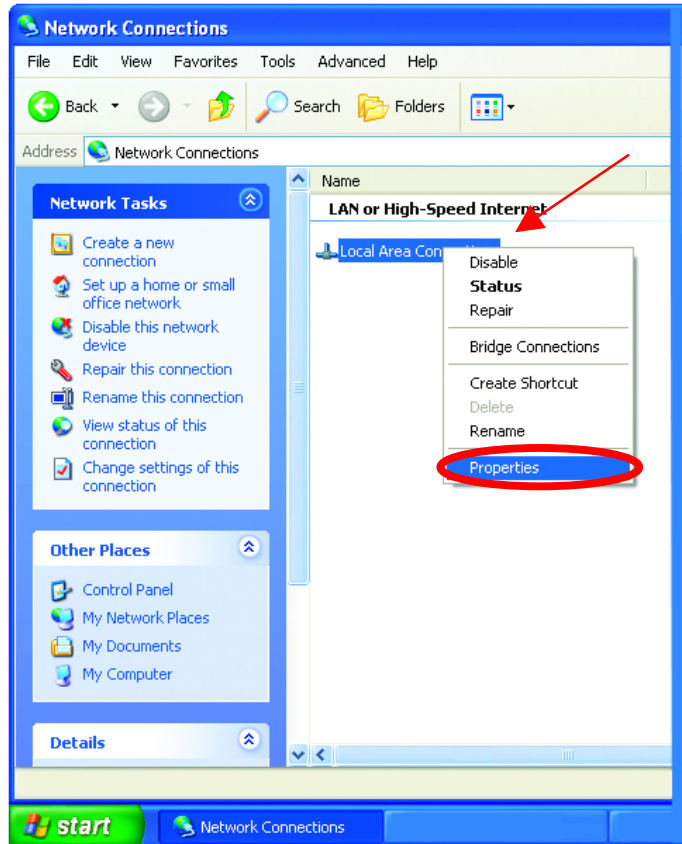 Network Connections
File Edit View Favorites Tools Advanced Help
Back Search Folders
Address Network Connections
Network Tasks
Create a new
connection
Set up a home or small
office network
Disable this network
device
Repair this connection
Rename this connection
View status of this
connection
Change settings of this
connection
Other Places
Control Panel
My Network Places
My Documents
My Computer
Details
Name
LAN or High-Speed Internet
Local Area
Disable
Status
Repair
Bridge Connections
Create Shortcut
Delete
Rename
Properties
start Network Connections